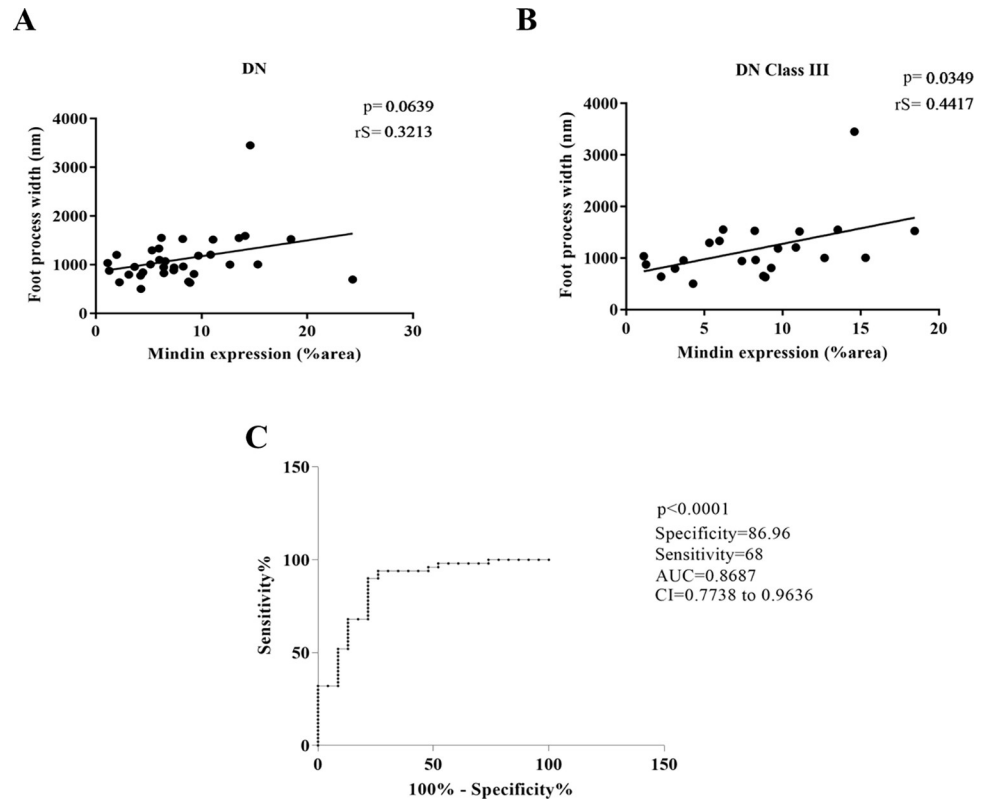 A
DN
p= 0.0639
rS= 0.3213
Foot process width (nm)
4000
3000
2000
1000
0
0 10 20 30
Mindin expression (%area)
B
DN Class III
p= 0.0349
rS= 0.4417
Foot process width (nm)
4000
3000
2000
1000
0
0 5 10 15 20
Mindin expression (%area)
C
Sensitivity%
150
100
50
0
0 50 100 150
100% - Specificity%
p<0.0001
Specificity=86.96
Sensitivity=68
AUC=0.8687
CI=0.7738 to 0.9636